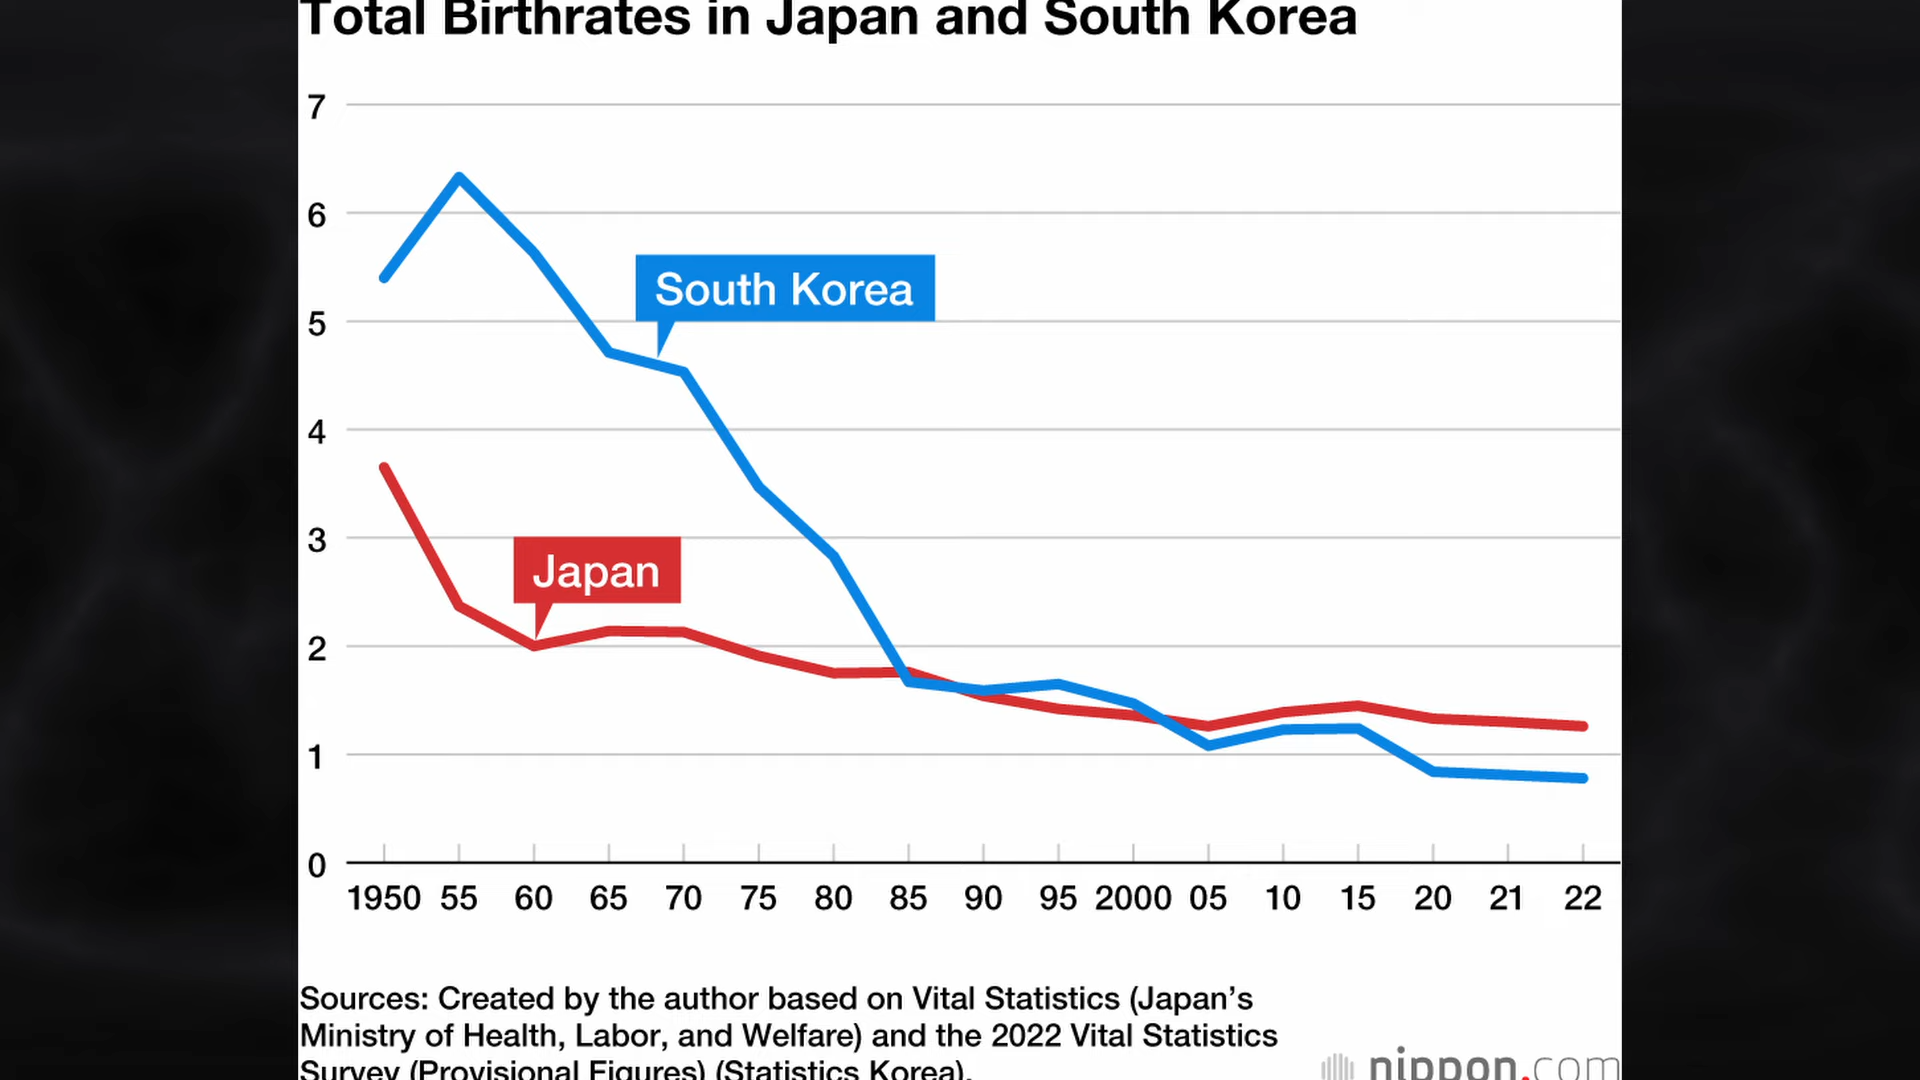 Total Birthrates in Japan and South Korea
7
6
South Korea
5
4
3
Japan
2
1
0
1950 55 60 65 70 75 80 85 90 95 2000 05 10 15 20 21 22
Sources: Created by the author based on Vital Statistics (Japan’s
Ministry of Health, Labor, and Welfare) and the 2022 Vital Statistics
Survey (Provisional Figures) (Statistics Korea).
nippon.com